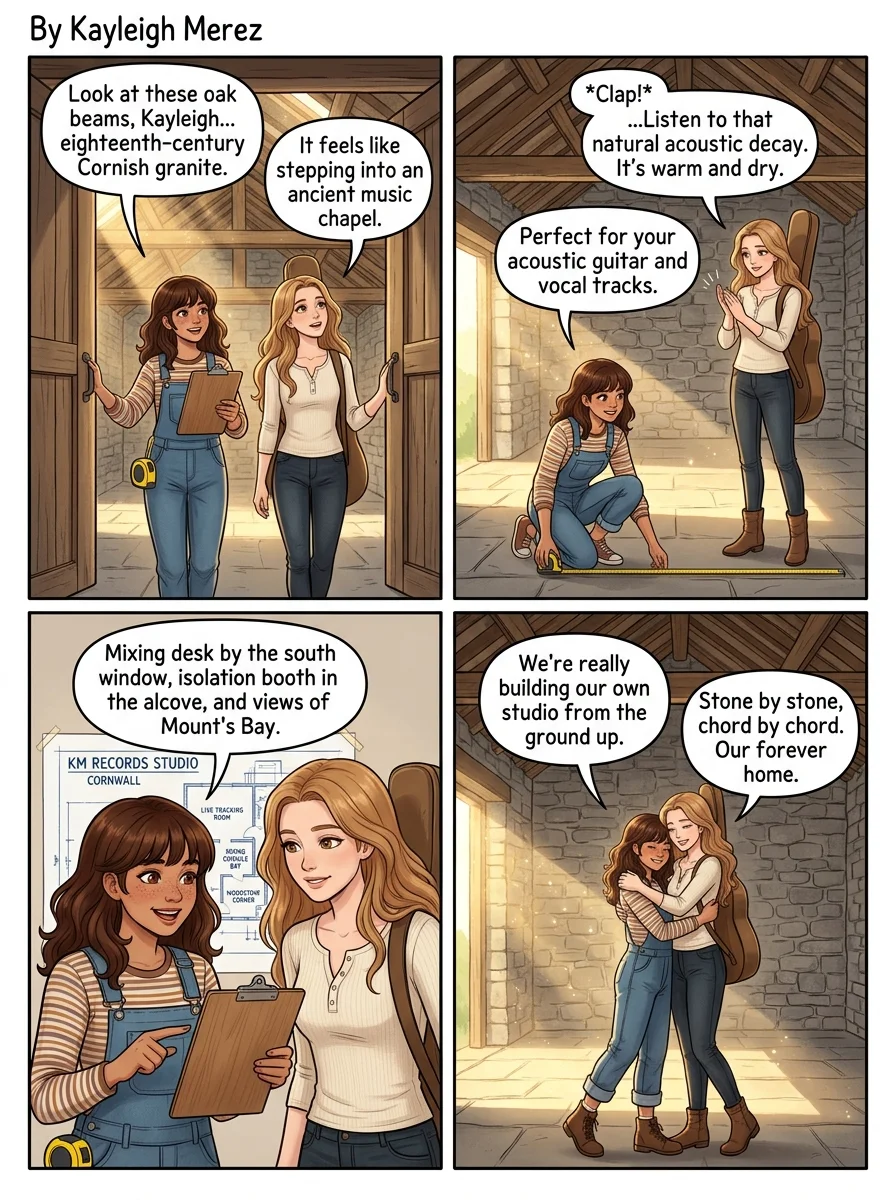 By Kayleigh Merez
Look at these oak
beams, Kayleigh...
eighteenth-century
Cornish granite.
It feels like
stepping into an
ancient music
chapel.
*Clap!*
...Listen to that
natural acoustic decay.
It's warm and dry.
Perfect for your
acoustic guitar and
vocal tracks.
Mixing desk by the south
window, isolation booth in
the alcove, and views of
Mount's Bay.
KM RECORDS STUDIO
CORNWALL
LIVE TRACKING
ROOM
BAY
CORNER
We're really
building our own
studio from the
ground up.
Stone by stone,
chord by chord.
Our forever
home.